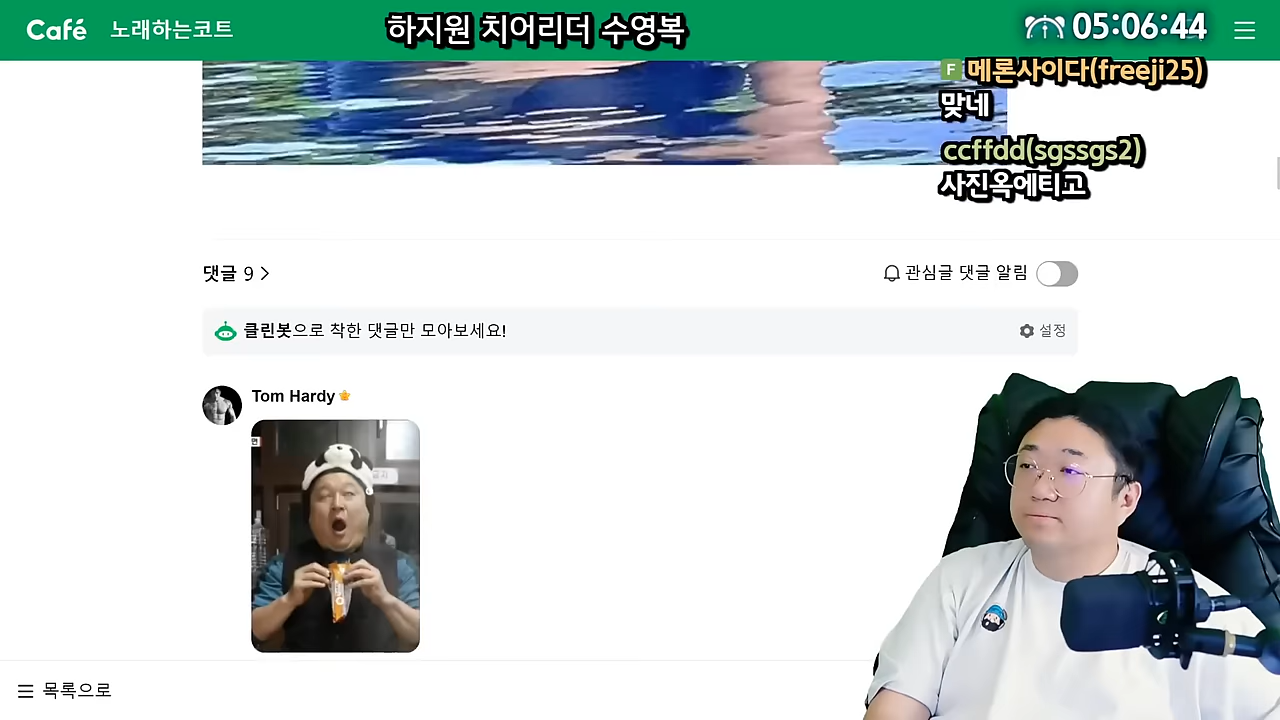 Café 노래하는코트
하지원 치어리더 수영복
05:06:44
F 메론사이다(freeji25)
맞네
ccffdd(sgssgs2)
사진옥에티고
댓글 9
관심글 댓글 알림
클린봇으로 착한 댓글만 모아보세요!
설정
Tom Hardy
목록으로